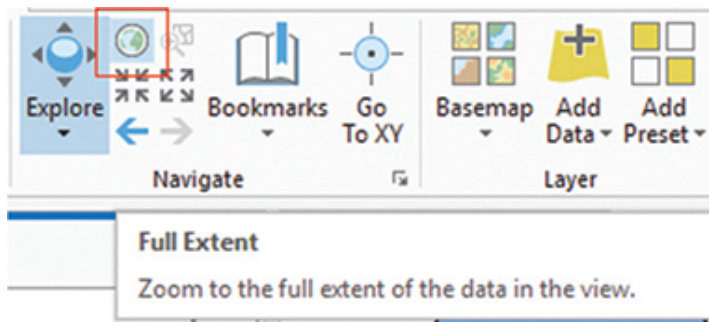 Explore
Bookmarks
Go
To XY
Basemap
Add
Data
Add
Preset
Navigate
Layer
Full Extent
Zoom to the full extent of the data in the view.